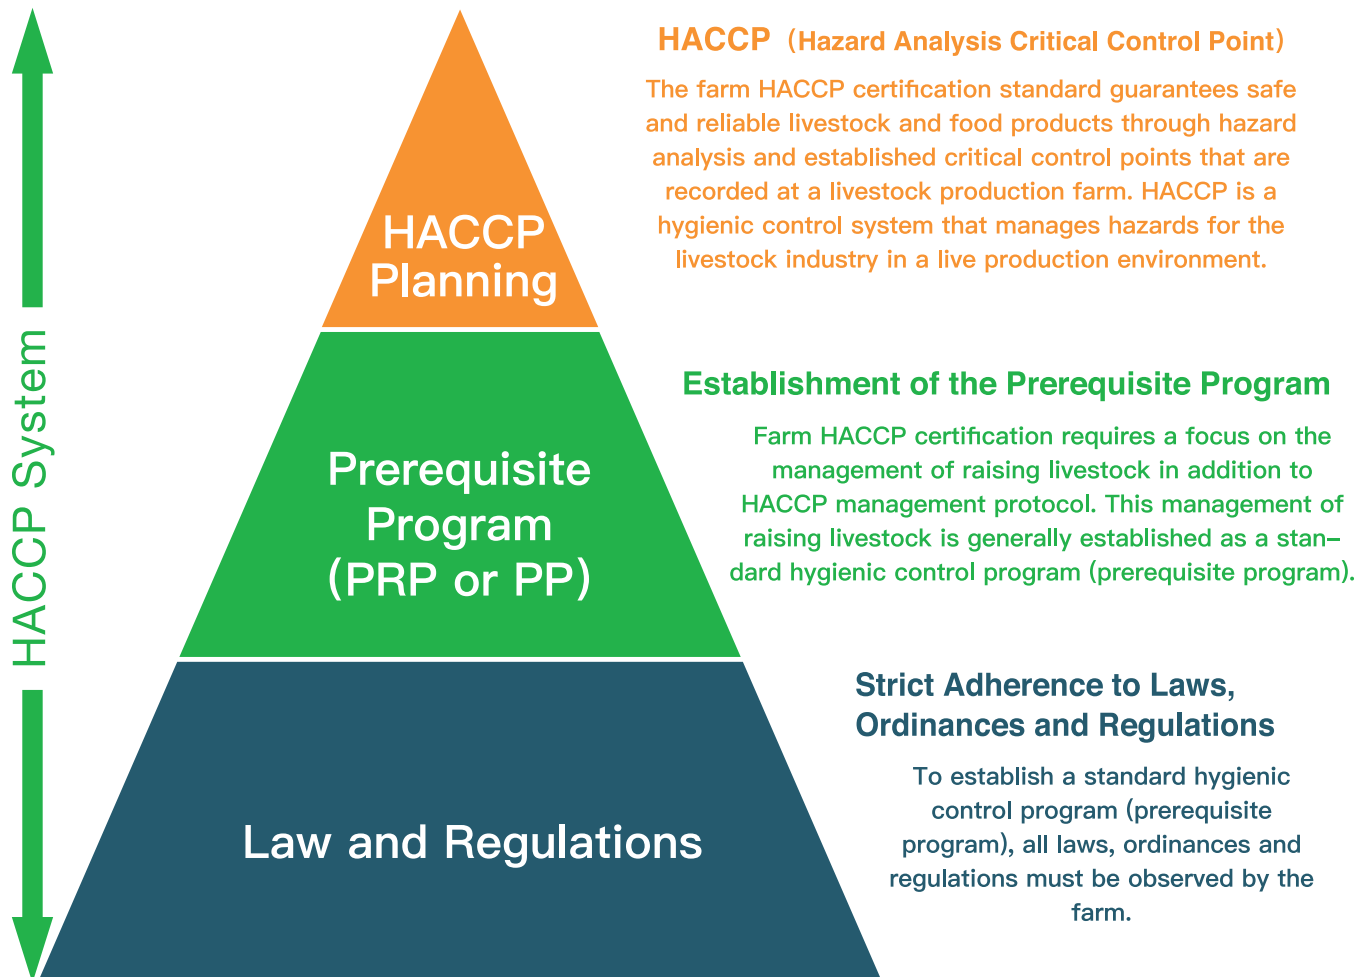 HACCP System
HACCP
Planning
HACCP (Hazard Analysis Critical Control Point)
The farm HACCP certification standard guarantees safe
and reliable livestock and food products through hazard
analysis and established critical control points that are
recorded at a livestock production farm. HACCP is a
hygienic control system that manages hazards for the
livestock industry in a live production environment.
Prerequisite
Program
(PRP or PP)
Establishment of the Prerequisite Program
Farm HACCP certification requires a focus on the
management of raising livestock in addition to
HACCP management protocol. This management of
raising livestock is generally established as a stan–
dard hygienic control program (prerequisite program).
Law and Regulations
Strict Adherence to Laws,
Ordinances and Regulations
To establish a standard hygienic
control program (prerequisite
program), all laws, ordinances and
regulations must be observed by the
farm.